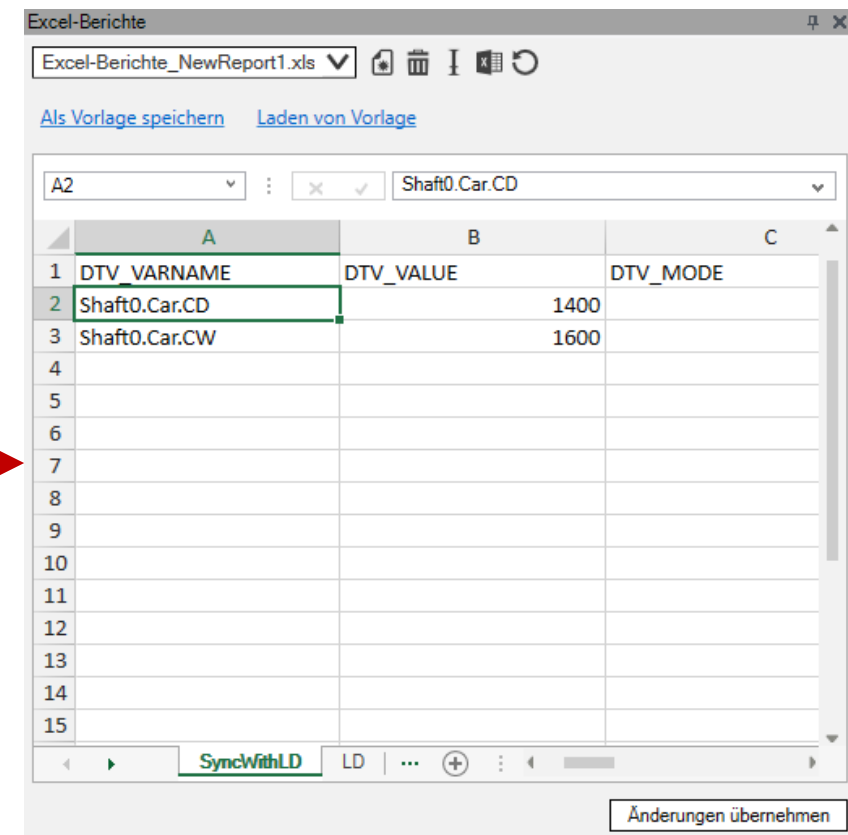 Excel-Berichte
Excel-Berichte_NewReport1.xls
Als Vorlage speichern Laden von Vorlage
A2 Shaft0.Car.CD
A B C
1 DTV_VARNAME DTV_VALUE DTV_MODE
2 Shaft0.Car.CD 1400
3 Shaft0.Car.CW 1600
4
5
6
7
8
9
10
11
12
13
14
15
SyncWithLD LD ...
Änderungen übernehmen